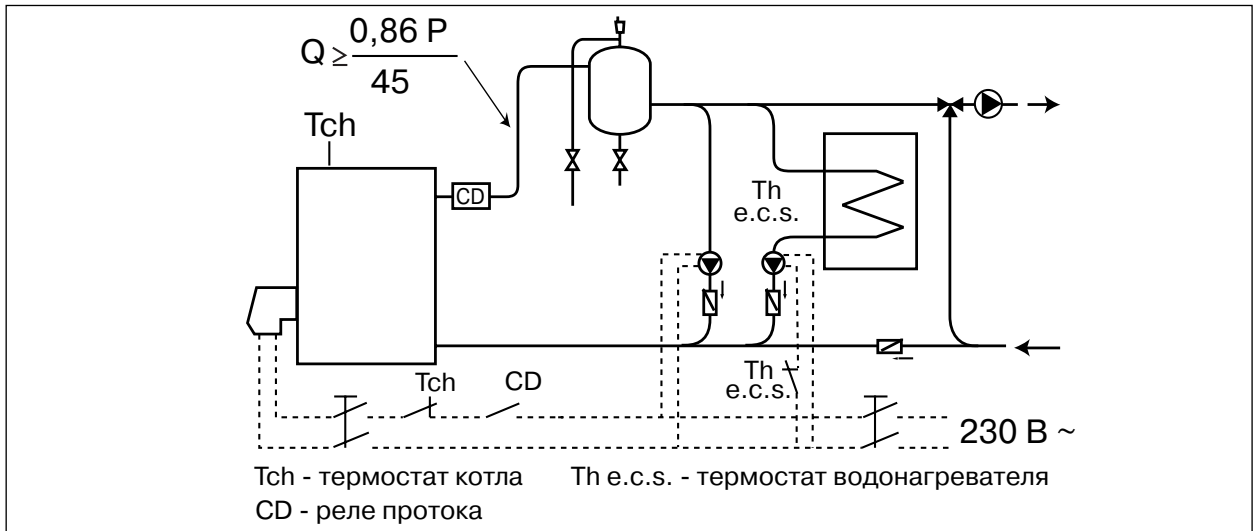 Q ≥ 0,86 P / 45
Tch
CD
Th
e.c.s.
Th
e.c.s.
Tch
CD
230 В ~
Tch - термостат котла
Th e.c.s. - термостат водонагревателя
CD - реле протока